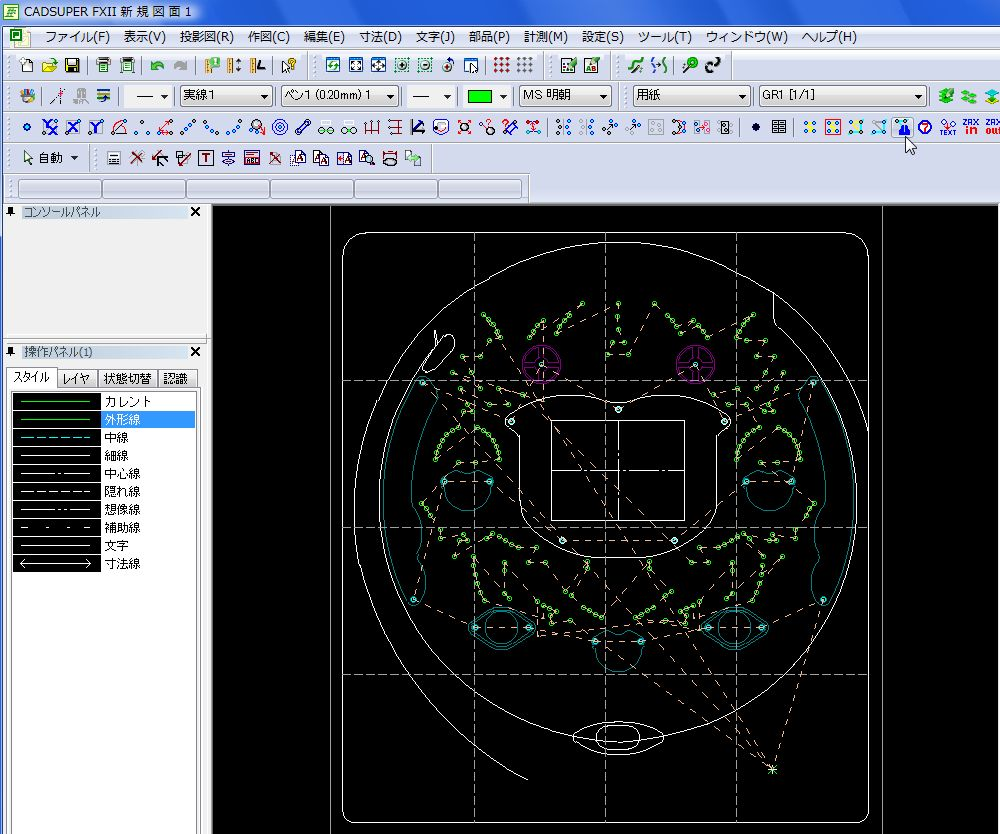 CADSUPER FXII 新 規 図 面 1
ファイル(F) 表示(V) 投影図(R) 作図(C) 編集(E) 寸法(D) 文字(J) 部品(P) 計測(M) 設定(S) ツール(T) ウィンドウ(W) ヘルプ(H)
実線1 ペン1 (0.20mm) 1 MS 明朝 用紙 GR1 [1/1]
TEXT ZAX in ZAX out
自動 T
コンソールパネル
操作パネル(1)
スタイル レイヤ 状態切替 認識
カレント
外形線
中線
細線
中心線
隠れ線
想像線
補助線
文字
寸法線